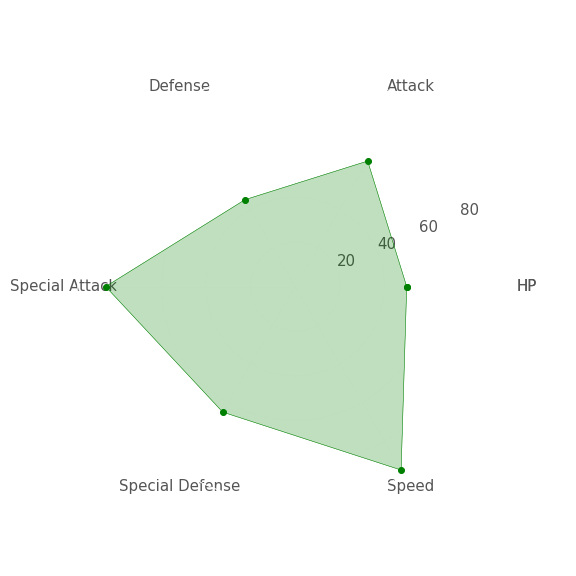 Defense
Attack
80
60
40
20
Special Attack
HP
Special Defense
Speed